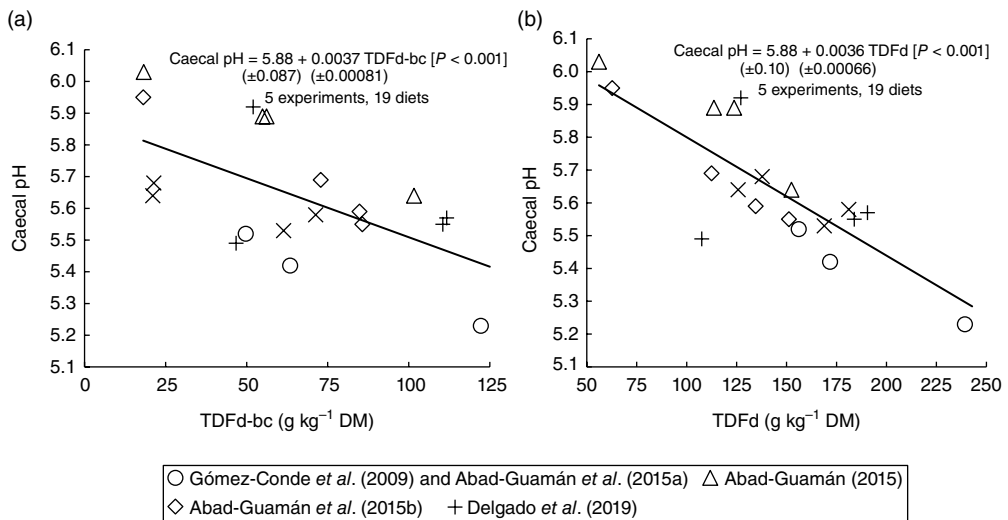 (a)
Caecal pH = 5.88 + 0.0037 TDFd-bc [P < 0.001]
(±0.087) (±0.00081)
5 experiments, 19 diets
6.1
6.0
5.9
5.8
5.7
5.6
5.5
5.4
5.3
5.2
5.1
Caecal pH
0 25 50 75 100 125
TDFd-bc (g kg⁻¹ DM)
(b)
Caecal pH = 5.88 + 0.0036 TDFd [P < 0.001]
(±0.10) (±0.00066)
5 experiments, 19 diets
6.1
6.0
5.9
5.8
5.7
5.6
5.5
5.4
5.3
5.2
5.1
Caecal pH
50 75 100 125 150 175 200 225 250
TDFd (g kg⁻¹ DM)
Gómez-Conde et al. (2009) and Abad-Guamán et al. 2015a) Abad-Guamán (2015)
Abad-Guamán et al. 2015b) Delgado et al. (2019)